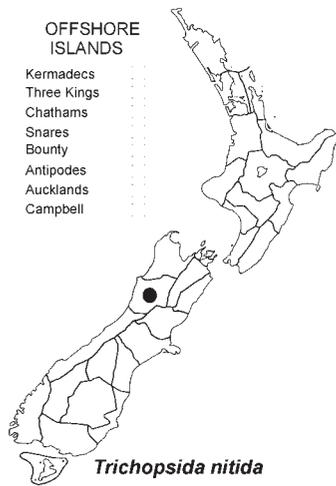 OFFSHORE
ISLANDS
Kermadecs
Three Kings
Chathams
Snares
Bounty
Antipodes
Aucklands
Campbell
Trichopsida nitida